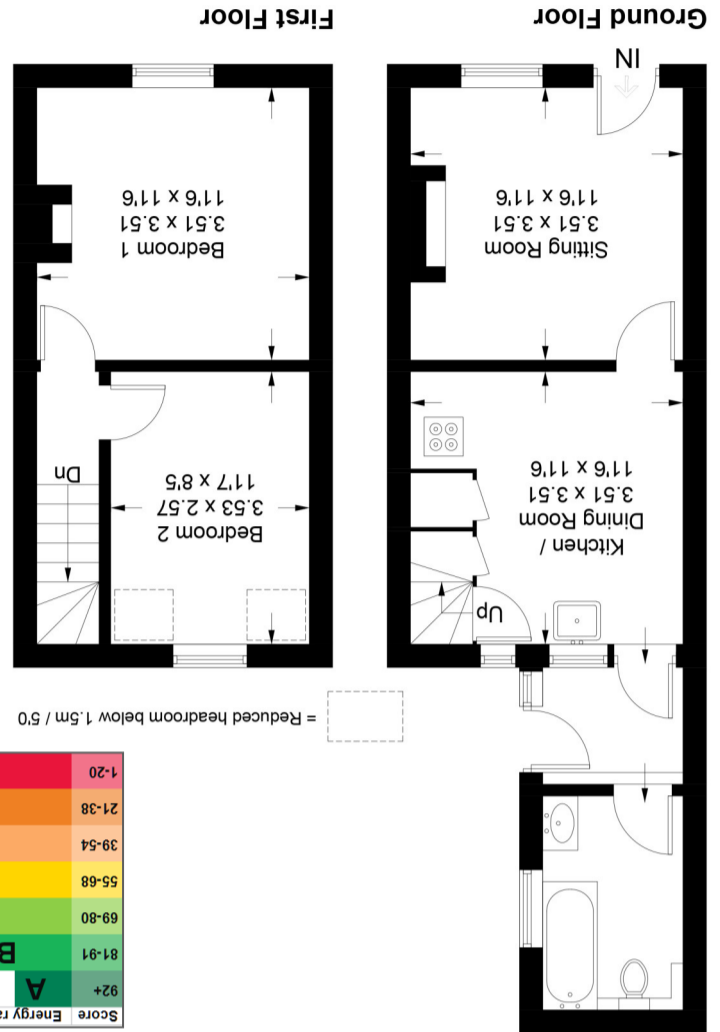 Score Energy ra
92+ A
81-91 B
69-80
55-68
39-54
21-38
1-20
= Reduced headroom below 1.5m / 5'0
Up
Kitchen /
Dining Room
3.51 x 3.51
11'6 x 11'6
Sitting Room
3.51 x 3.51
11'6 x 11'6
IN
Ground Floor
Bedroom 2
3.53 x 2.57
11'7 x 8'5
Dn
Bedroom 1
3.51 x 3.51
11'6 x 11'6
First Floor